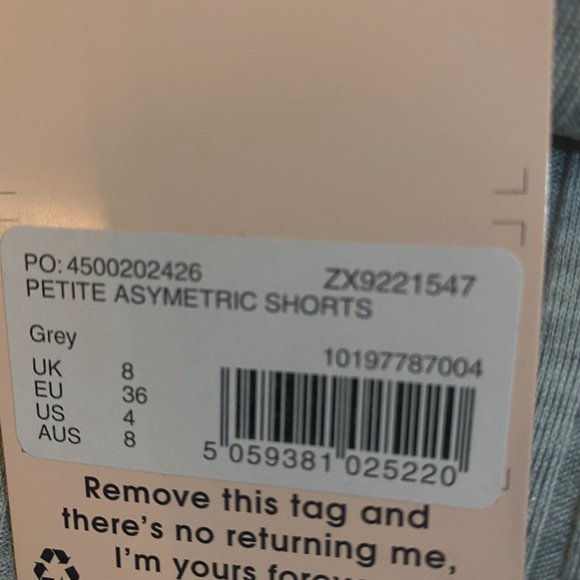 PO: 4500202426 ZX9221547
PETITE ASYMETRIC SHORTS
Grey
10197787004
UK 8
EU 36
US 4
AUS 8
5 059381 025220
Remove this tag and
there's no returning me,
I'm yours